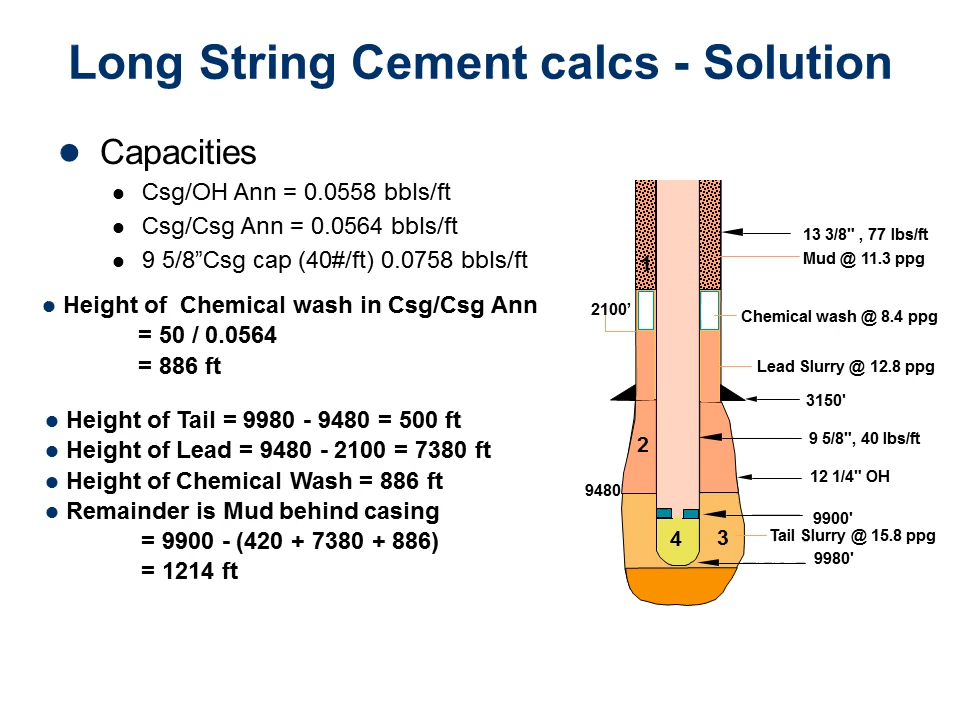 Long String Cement calcs - Solution
Capacities
Csg/OH Ann = 0.0558 bbls/ft
Csg/Csg Ann = 0.0564 bbls/ft
9 5/8”Csg cap (40#/ft) 0.0758 bbls/ft
Height of  Chemical wash in Csg/Csg Ann
= 50 / 0.0564
= 886 ft
Height of Tail = 9980 - 9480 = 500 ft
Height of Lead = 9480 - 2100 = 7380 ft
Height of Chemical Wash = 886 ft
Remainder is Mud behind casing
= 9900 - (420 + 7380 + 886)
= 1214 ft
13 3/8" , 77 lbs/ft
Mud @ 11.3 ppg
1
2100’
Chemical wash @ 8.4 ppg
Lead Slurry @ 12.8 ppg
3150'
9 5/8", 40 lbs/ft
2
12 1/4" OH
9480
9900'
4
3
Tail Slurry @ 15.8 ppg
9980'